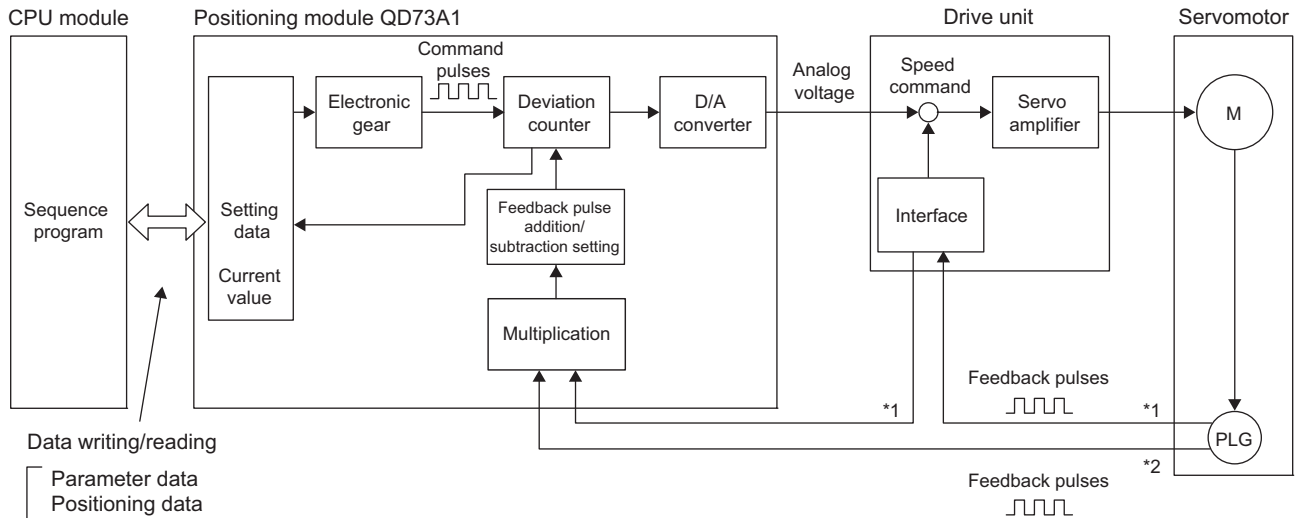 CPU module
Positioning module QD73A1
Drive unit
Servomotor
Command
pulses
Analog
voltage
Speed
command
Electronic
gear
Deviation
counter
D/A
converter
Servo
amplifier
M
Sequence
program
Setting
data
Feedback pulse
addition/
subtraction setting
Interface
Current
value
Multiplication
Feedback pulses
*1
*1
PLG
*2
Data writing/reading
Parameter data
Positioning data
Feedback pulses